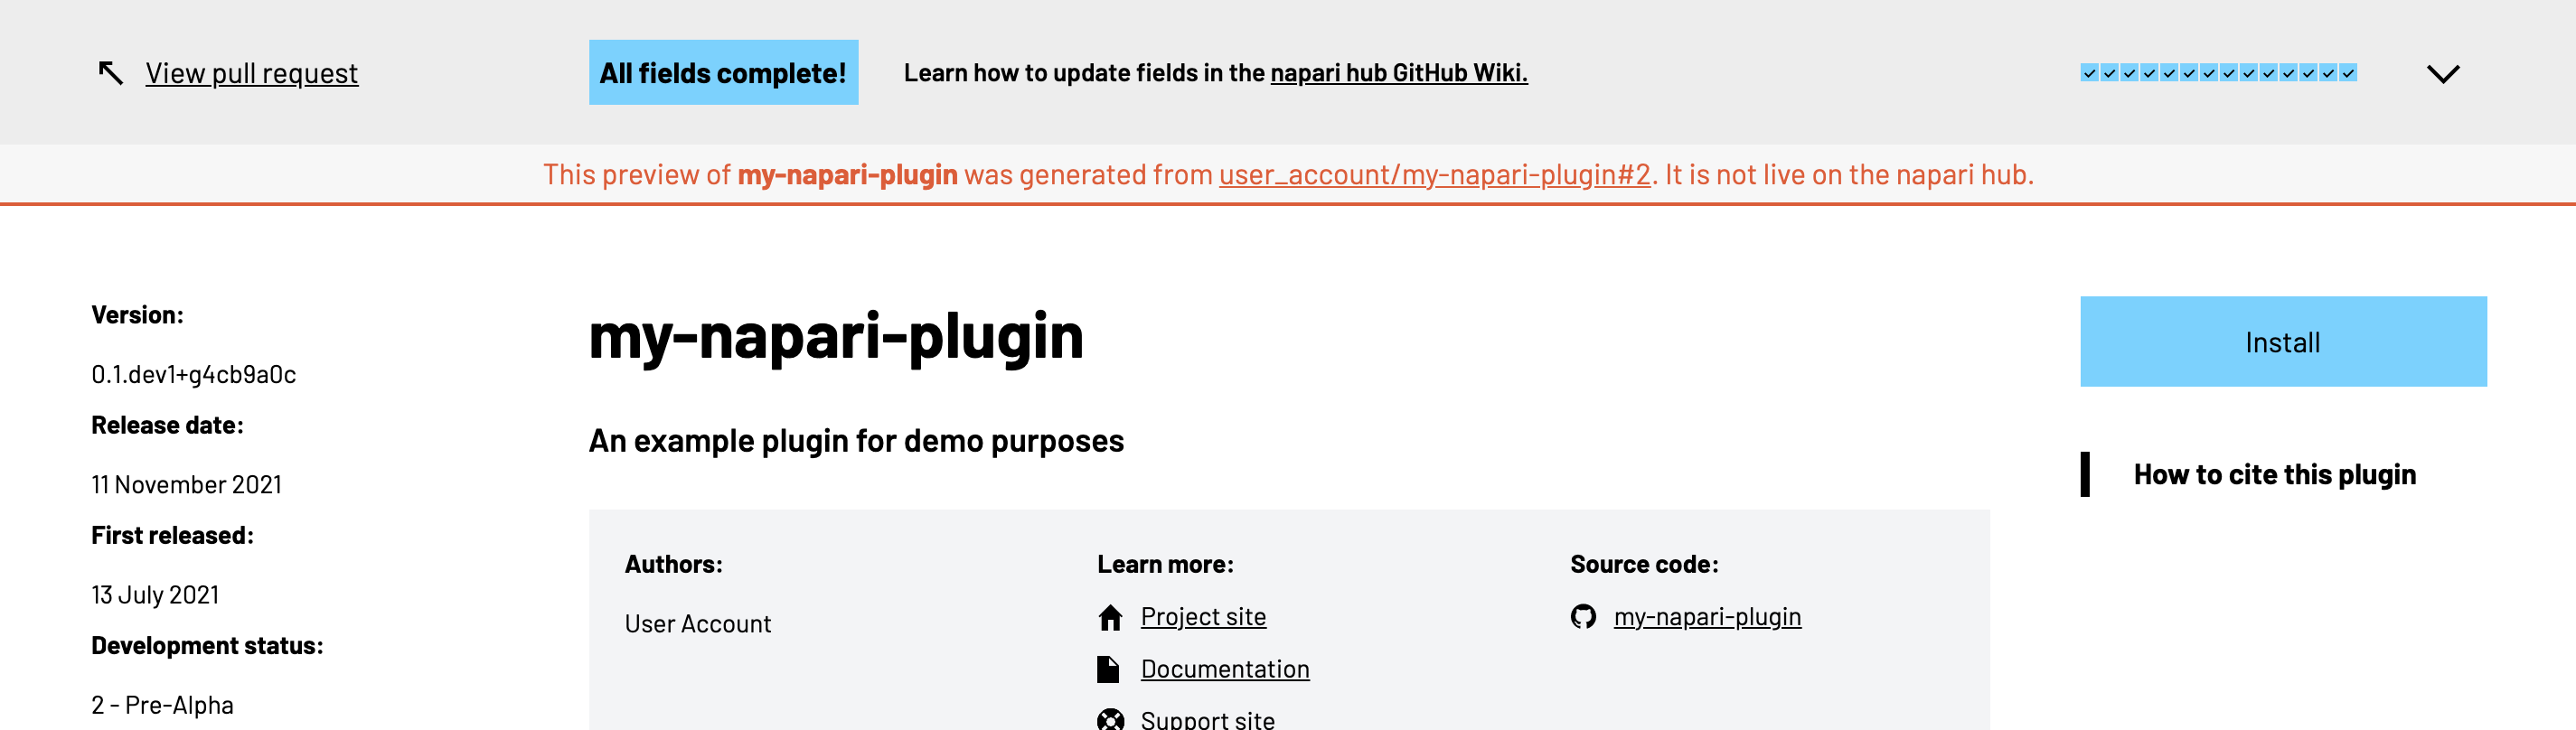 View pull request
All fields complete!
Learn how to update fields in the napari hub GitHub Wiki.
This preview of my-napari-plugin was generated from user_account/my-napari-plugin#2. It is not live on the napari hub.
Version:
0.1.dev1+g4cb9a0c
Release date:
11 November 2021
First released:
13 July 2021
Development status:
2 - Pre-Alpha
my-napari-plugin
An example plugin for demo purposes
Authors:
User Account
Learn more:
Project site
Documentation
Support site
Source code:
my-napari-plugin
Install
How to cite this plugin